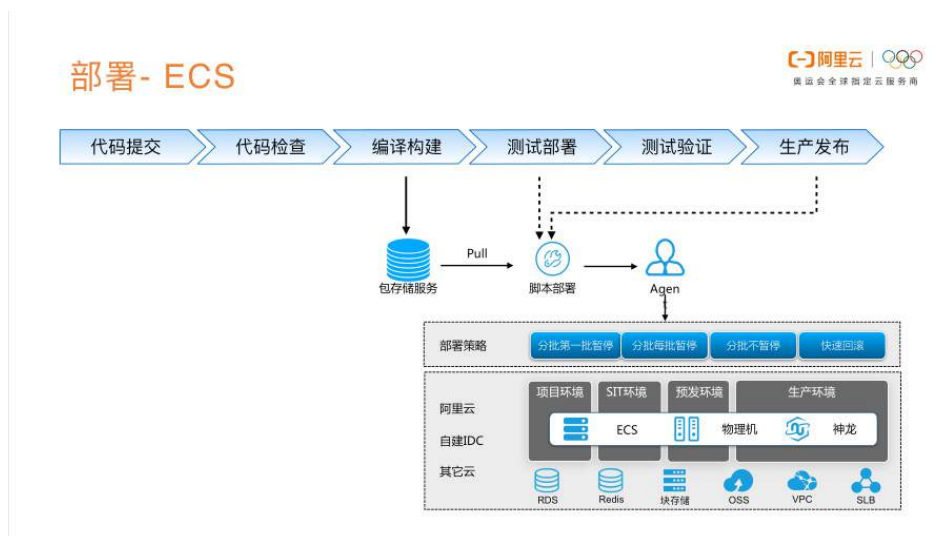 部署- ECS
阿里云
奥运会全球指定云服务商
代码提交
代码检查
编译构建
测试部署
测试验证
生产发布
Pull
包存储服务
脚本部署
Agen
t
部署策略
分批第一批暂停
分批每批暂停
分批不暂停
快速回滚
项目环境
SIT环境
预发环境
生产环境
阿里云
自建IDC
其它云
ECS
物理机
神龙
RDS
Redis
块存储
OSS
VPC
SLB